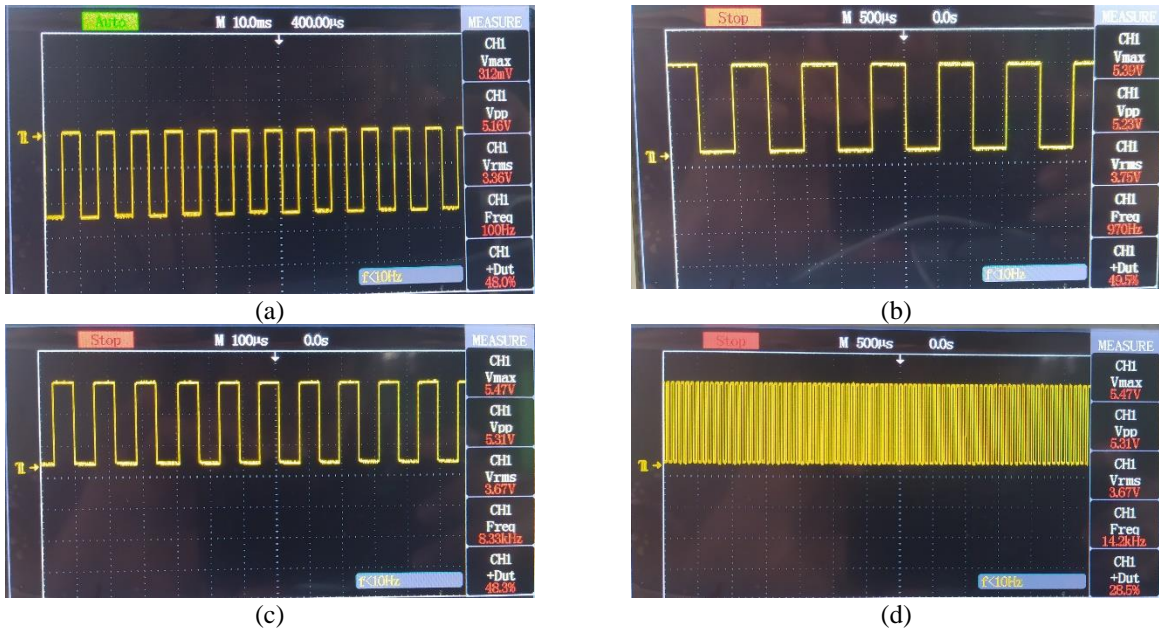 Auto M 10.0ms 400.00μs MEASURE
CH1
Vmax
312mV
CH1
Vpp
5.16V
CH1
Vrms
3.36V
CH1
Freq
100Hz
CH1
+Dut
48.0%
f<10Hz
(a)
Stop M 500μs 0.0s MEASURE
CH1
Vmax
5.39V
CH1
Vpp
5.23V
CH1
Vrms
3.75V
CH1
Freq
970Hz
CH1
+Dut
49.5%
f<10Hz
(b)
Stop M 100μs 0.0s MEASURE
CH1
Vmax
5.47V
CH1
Vpp
5.31V
CH1
Vrms
3.67V
CH1
Freq
8.33kHz
CH1
+Dut
48.3%
f<10Hz
(c)
Stop M 500μs 0.0s MEASURE
CH1
Vmax
5.47V
CH1
Vpp
5.31V
CH1
Vrms
3.67V
CH1
Freq
14.2kHz
CH1
+Dut
28.5%
f<10Hz
(d)